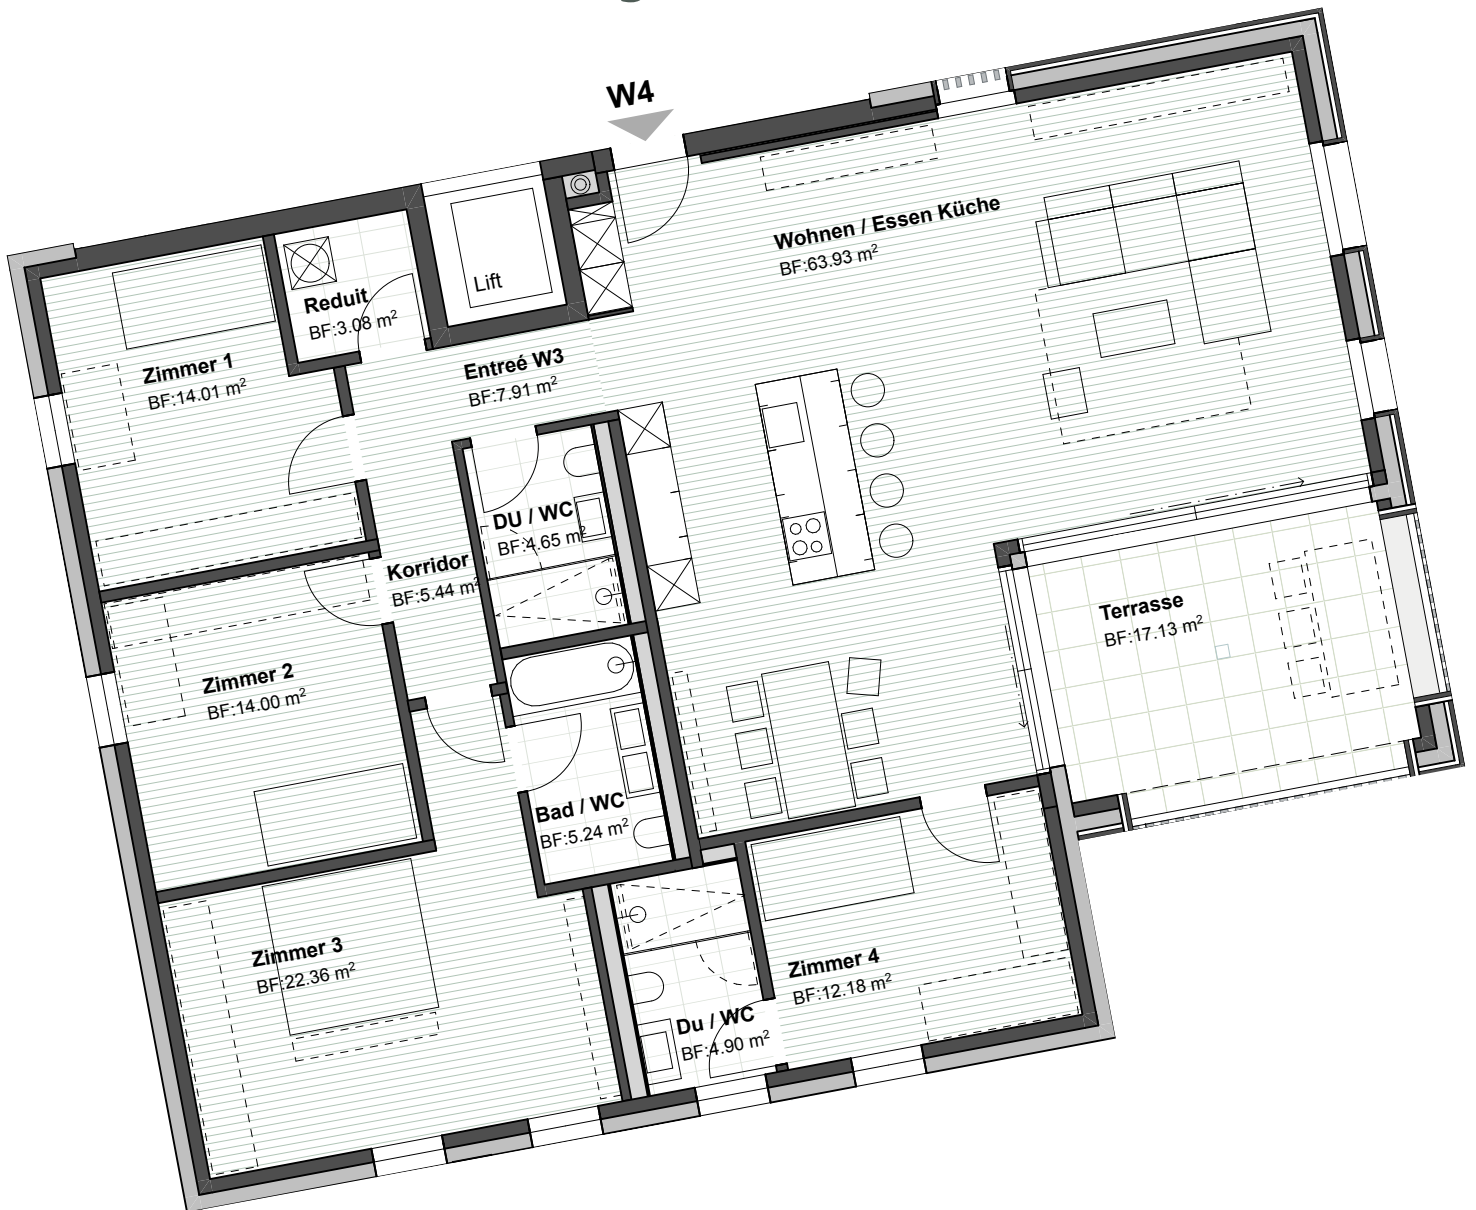 W4
Wohnen / Essen Küche
BF:63.93 m²
Lift
Reduit
BF:3.08 m²
Entreé W3
BF:7.91 m²
Zimmer 1
BF:14.01 m²
DU / WC
BF:4.65 m²
Korridor
BF:5.44 m²
Terrasse
BF:17.13 m²
Zimmer 2
BF:14.00 m²
Bad / WC
BF:5.24 m²
Zimmer 3
BF:22.36 m²
Zimmer 4
BF:12.18 m²
Du / WC
BF:4.90 m²